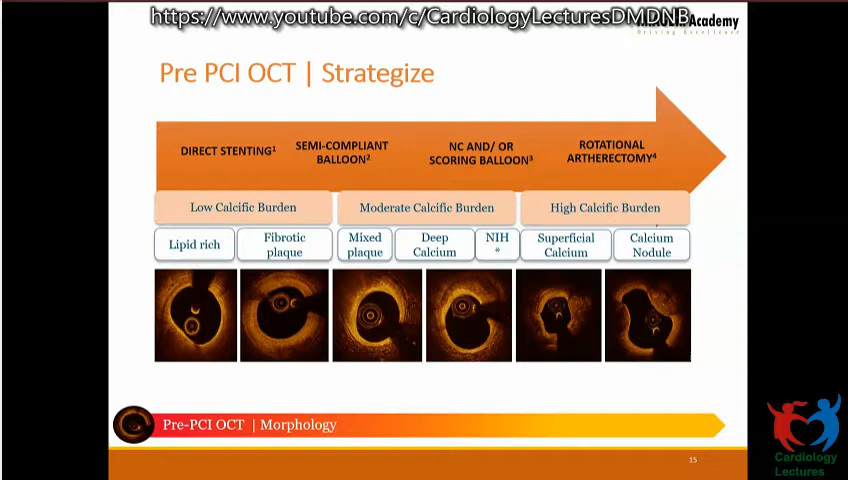 https://www.youtube.com/c/CardiologyLecturesDMDNB
Academy
Driving Excellence
Pre PCI OCT | Strategize
DIRECT STENTING¹
SEMI-COMPLIANT
BALLOON²
NC AND/ OR
SCORING BALLOON³
ROTATIONAL
ARTHERECTOMY⁴
Low Calcific Burden
Moderate Calcific Burden
High Calcific Burden
Lipid rich
Fibrotic
plaque
Mixed
plaque
Deep
Calcium
NIH
*
Superficial
Calcium
Calcium
Nodule
Pre-PCI OCT | Morphology
15
Cardiology
Lectures